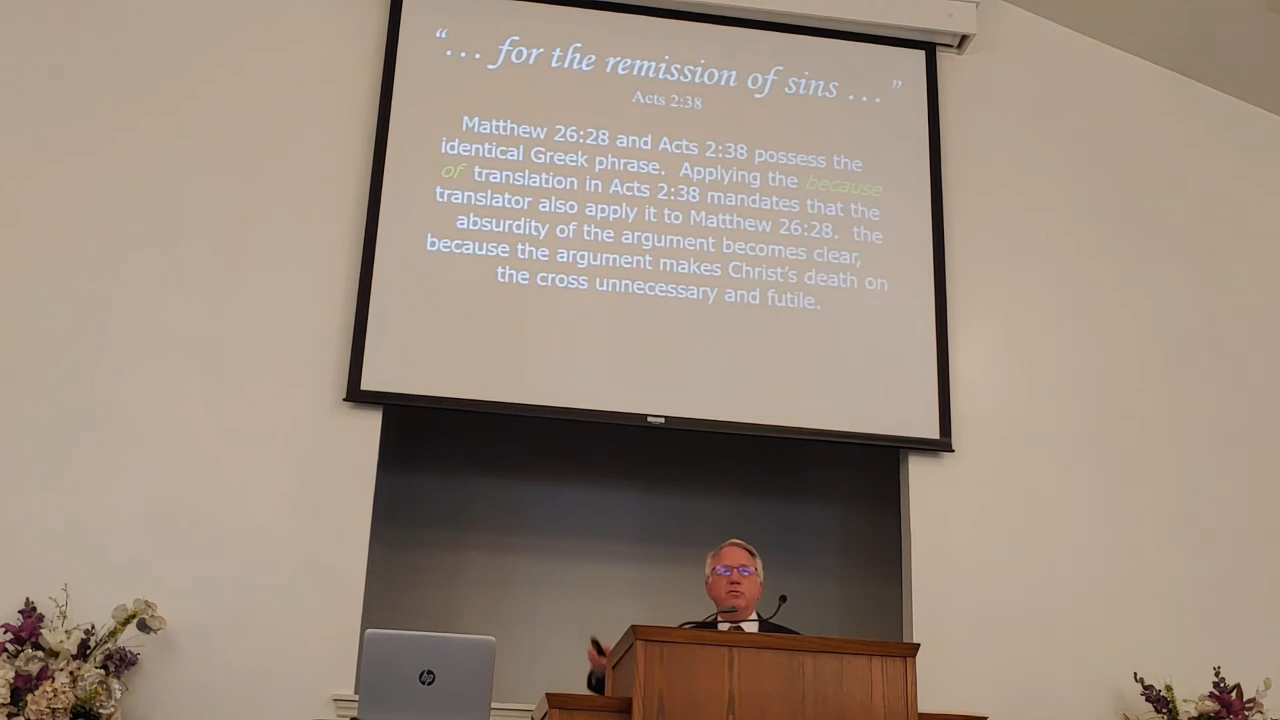 “... for the remission of sins ...”
Acts 2:38
Matthew 26:28 and Acts 2:38 possess the
identical Greek phrase. Applying the because
of translation in Acts 2:38 mandates that the
translator also apply it to Matthew 26:28. the
absurdity of the argument becomes clear,
because the argument makes Christ's death on
the cross unnecessary and futile.
hp